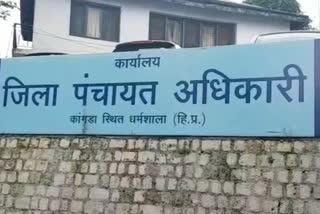 कार्यालय
जिला पंचायत अधिकारी
कांगड़ा स्थित धर्मशाला (हि.प्र.)